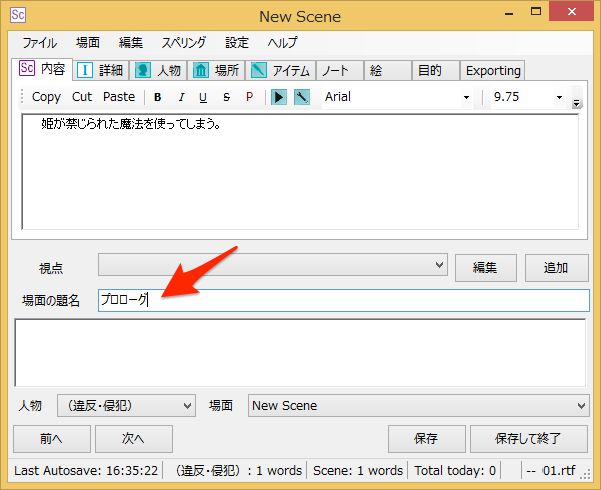 Sc New Scene
ファイル 場面 編集 スペリング 設定 ヘルプ
Sc 内容 I 詳細 人物 場所 アイテム ノート 絵 目的 Exporting
Copy Cut Paste B I U S P Arial 9.75
姫が禁じられた魔法を使ってしまう。
視点 編集 追加
場面の題名 プロローグ
人物 （違反・侵犯） 場面 New Scene
前へ 次へ 保存 保存して終了
Last Autosave: 16:35:22 （違反・侵犯）: 1 words Scene: 1 words Total today: 0 -- 01.rtf